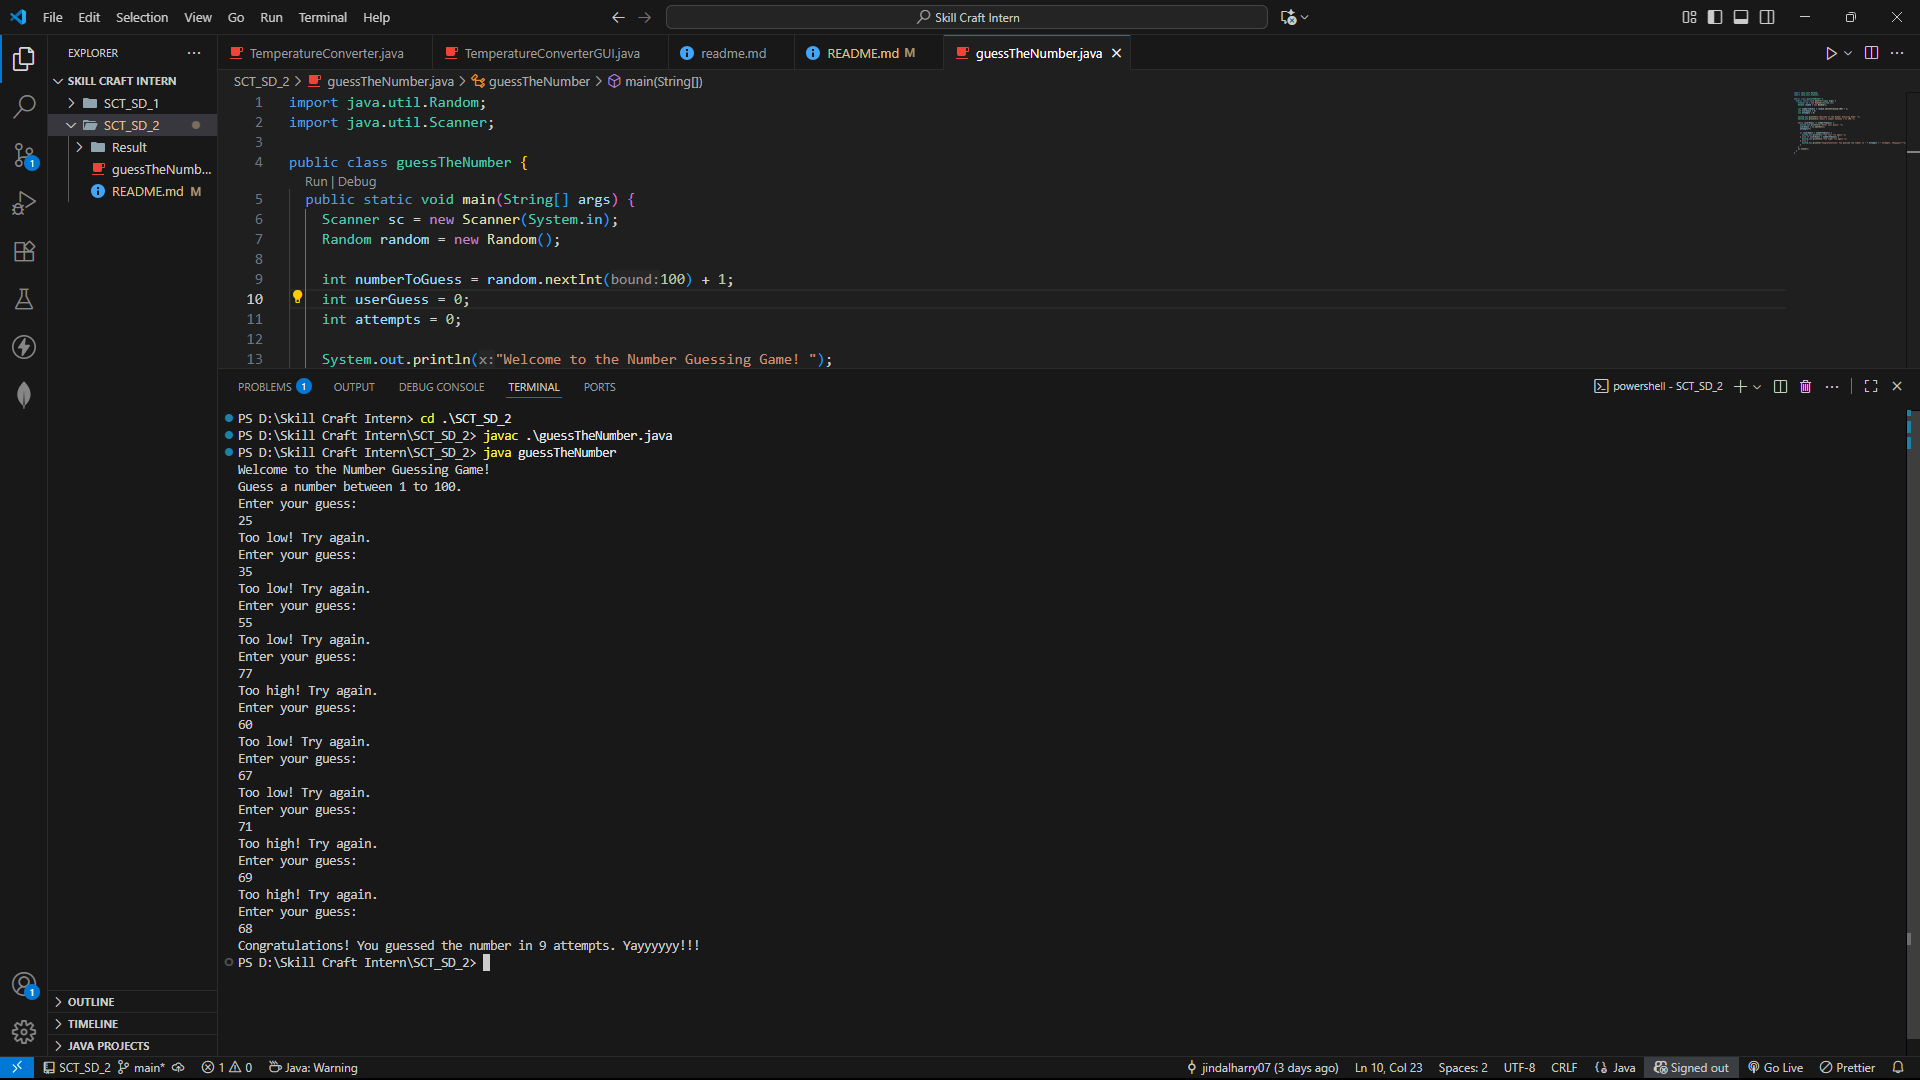 File Edit Selection View Go Run Terminal Help
Skill Craft Intern
EXPLORER
SKILL CRAFT INTERN
SCT_SD_1
SCT_SD_2
Result
guessTheNumb...
README.md M
1
TemperatureConverter.java
TemperatureConverterGUI.java
readme.md
README.md M
guessTheNumber.java
SCT_SD_2 > guessTheNumber.java > guessTheNumber > main(String[])
1 import java.util.Random;
2 import java.util.Scanner;
3
4 public class guessTheNumber {
Run | Debug
5 public static void main(String[] args) {
6 Scanner sc = new Scanner(System.in);
7 Random random = new Random();
8
9 int numberToGuess = random.nextInt(bound:100) + 1;
10 int userGuess = 0;
11 int attempts = 0;
12
13 System.out.println(x:"Welcome to the Number Guessing Game! ");
PROBLEMS 1 OUTPUT DEBUG CONSOLE TERMINAL PORTS
powershell - SCT_SD_2
PS D:\Skill Craft Intern> cd .\SCT_SD_2
PS D:\Skill Craft Intern\SCT_SD_2> javac .\guessTheNumber.java
PS D:\Skill Craft Intern\SCT_SD_2> java guessTheNumber
Welcome to the Number Guessing Game!
Guess a number between 1 to 100.
Enter your guess:
25
Too low! Try again.
Enter your guess:
35
Too low! Try again.
Enter your guess:
55
Too low! Try again.
Enter your guess:
77
Too high! Try again.
Enter your guess:
60
Too low! Try again.
Enter your guess:
67
Too low! Try again.
Enter your guess:
71
Too high! Try again.
Enter your guess:
69
Too high! Try again.
Enter your guess:
68
Congratulations! You guessed the number in 9 attempts. Yayyyyyy!!!
PS D:\Skill Craft Intern\SCT_SD_2>
1
OUTLINE
TIMELINE
JAVA PROJECTS
SCT_SD_2 main* 1 0 Java: Warning
jindalharry07 (3 days ago) Ln 10, Col 23 Spaces: 2 UTF-8 CRLF {} Java Signed out Go Live Prettier